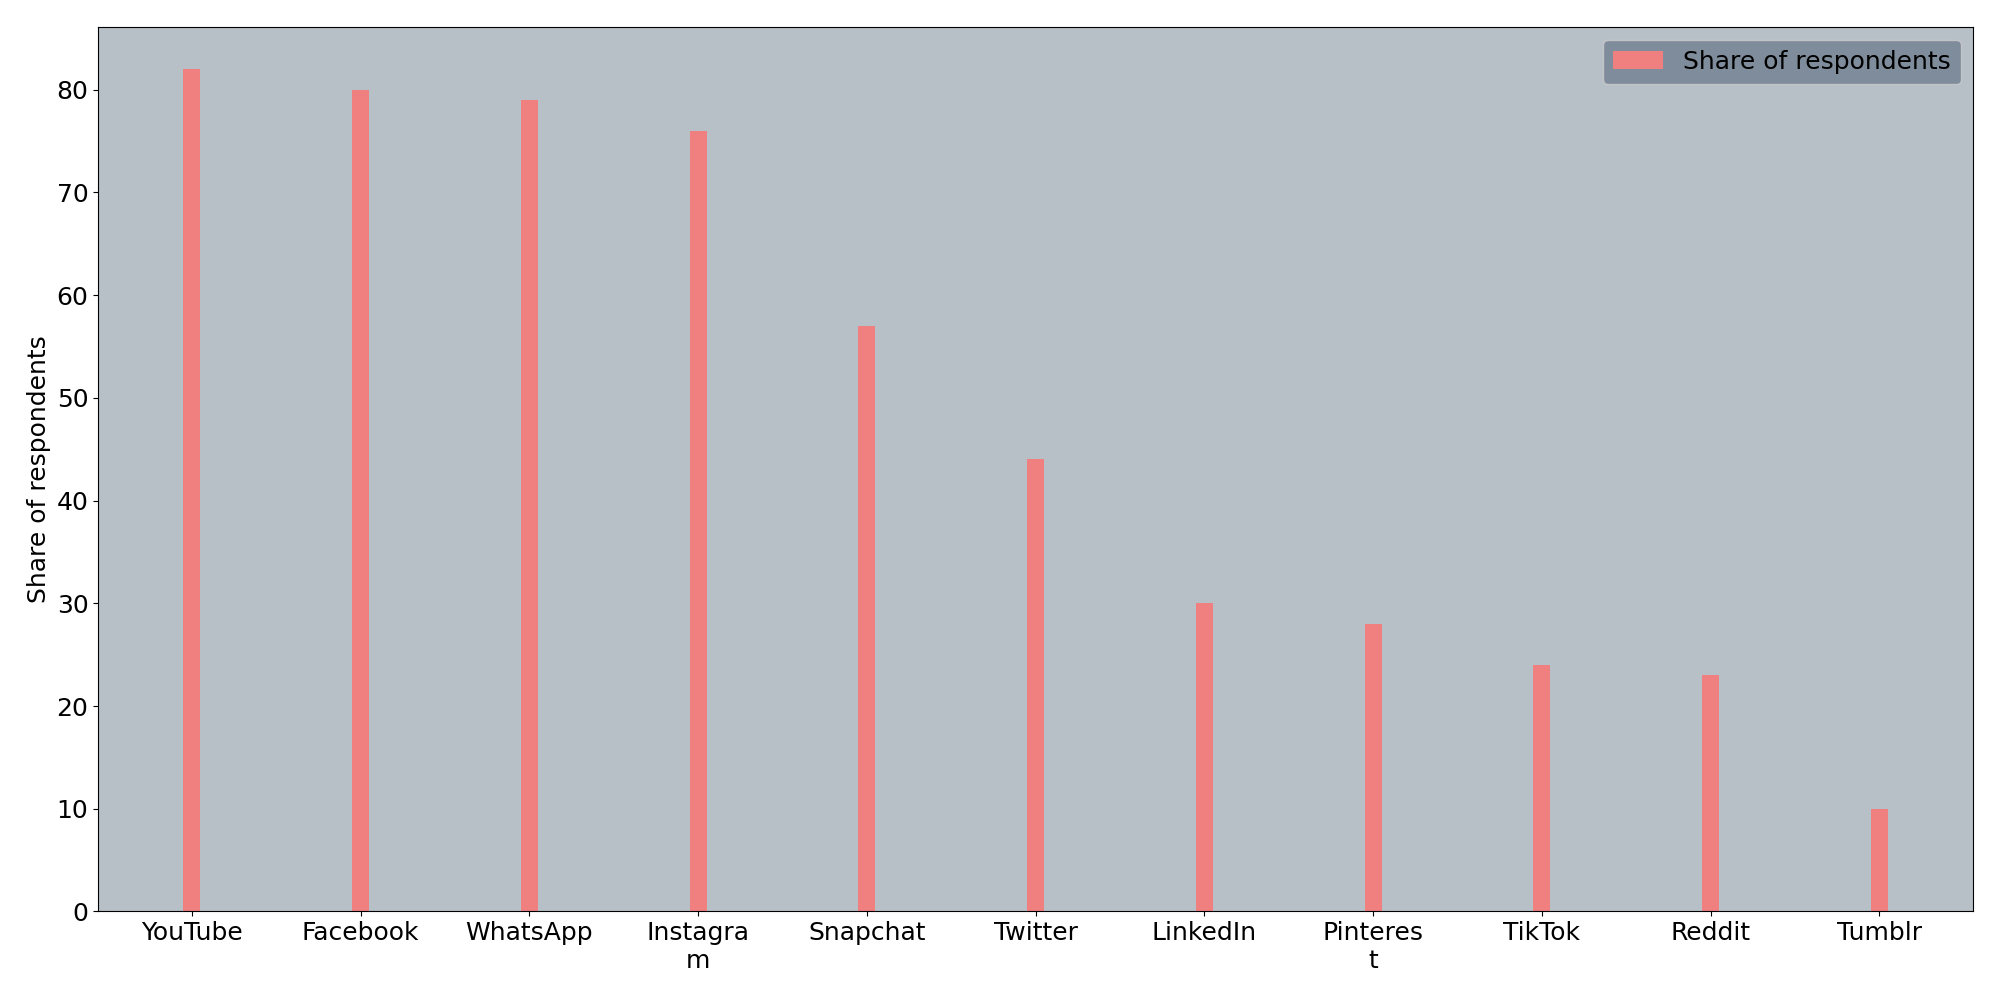 Share of respondents
80
70
60
50
40
30
20
10
0
Share of respondents
YouTube
Facebook
WhatsApp
Instagra
m
Snapchat
Twitter
LinkedIn
Pinteres
t
TikTok
Reddit
Tumblr